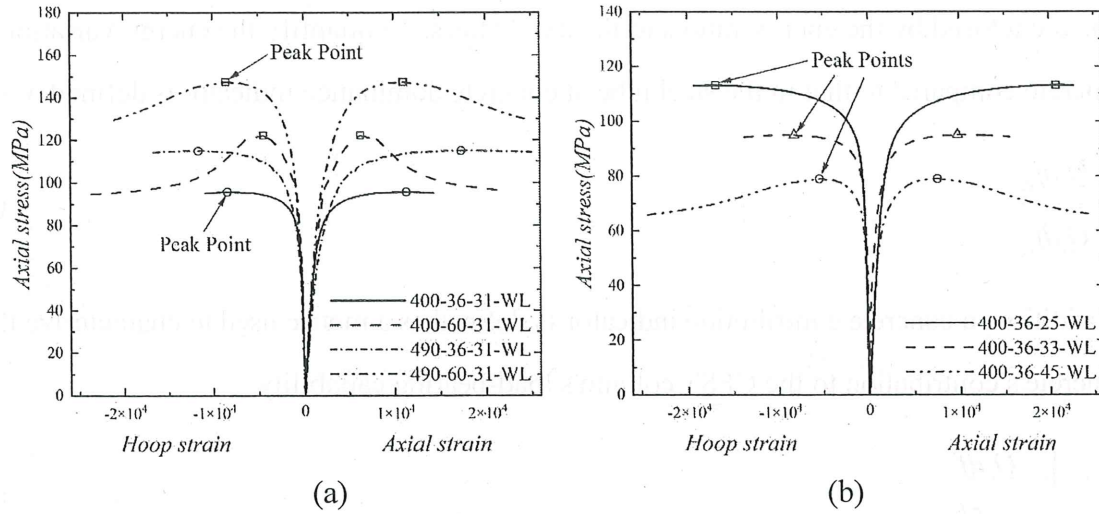 180
160
140
120
100
80
60
40
20
0
Axial stress(MPa)
Peak Point
Peak Point
400-36-31-WL
400-60-31-WL
490-36-31-WL
490-60-31-WL
-2×10⁴ -1×10⁴ 0 1×10⁴ 2×10⁴
Hoop strain Axial strain
(a)
140
120
100
80
60
40
20
0
Axial stress(MPa)
Peak Points
400-36-25-WL
400-36-33-WL
400-36-45-WL
-2×10⁴ -1×10⁴ 0 1×10⁴ 2×10⁴
Hoop strain Axial strain
(b)